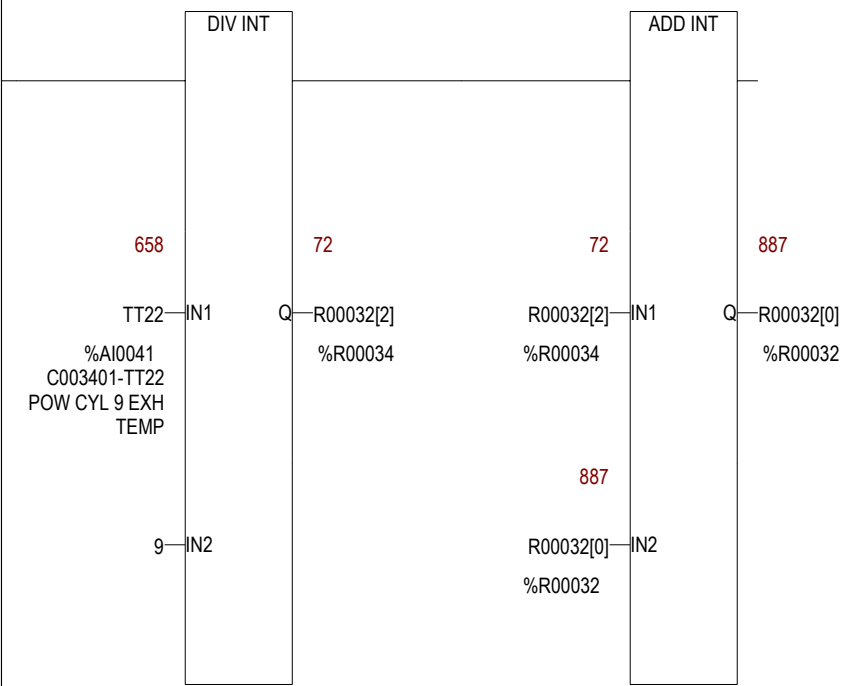 DIV INT
ADD INT
658
72
72
887
TT22
IN1
Q
R00032[2]
R00032[2]
IN1
Q
R00032[0]
%AI0041
%R00034
%R00034
%R00032
C003401-TT22
POW CYL 9 EXH
TEMP
887
9
IN2
R00032[0]
IN2
%R00032